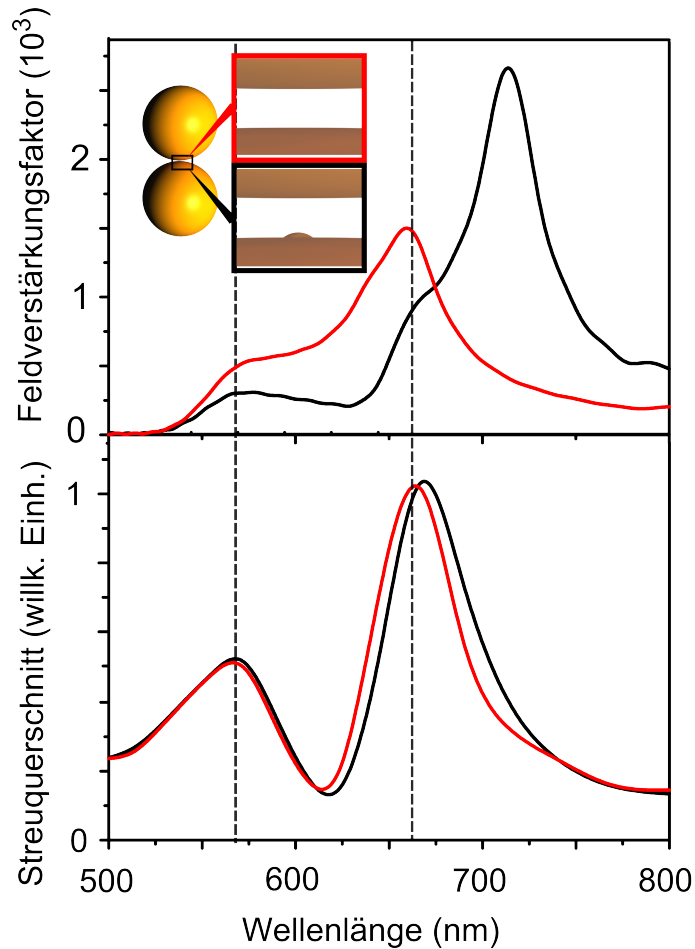 Feldverstärkungsfaktor (10³)
2
1
0
Streuquerschnitt (willk. Einh.)
1
0
500 600 700 800
Wellenlänge (nm)